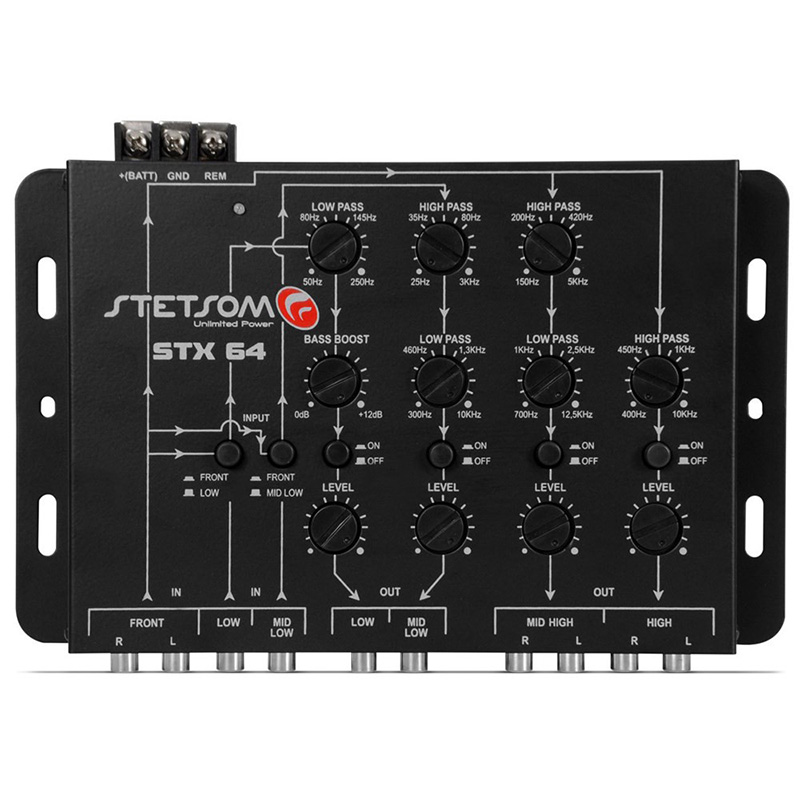 +(BATT) GND REM
LOW PASS HIGH PASS HIGH PASS
80Hz 145Hz 35Hz 80Hz 200Hz 420Hz
50Hz 250Hz 25Hz 3KHz 150Hz 5KHz
STETSOM
Unlimited Power
STX 64
BASS BOOST LOW PASS LOW PASS HIGH PASS
460Hz 1,3KHz 1KHz 2,5KHz 450Hz 1KHz
0dB +12dB 300Hz 10KHz 700Hz 12,5KHz 400Hz 10KHz
INPUT
ON ON ON ON
OFF OFF OFF OFF
FRONT FRONT
LOW MID LOW
LEVEL LEVEL LEVEL LEVEL
IN IN OUT OUT
FRONT LOW MID LOW LOW MID LOW MID HIGH HIGH
R L R L R L